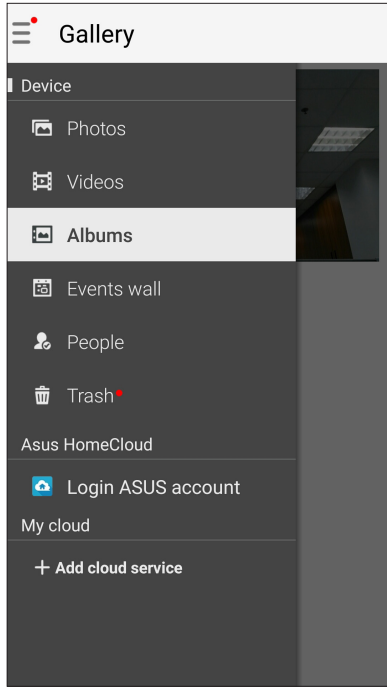 Gallery
Device
Photos
Videos
Albums
Events wall
People
Trash
Asus HomeCloud
Login ASUS account
My cloud
+ Add cloud service